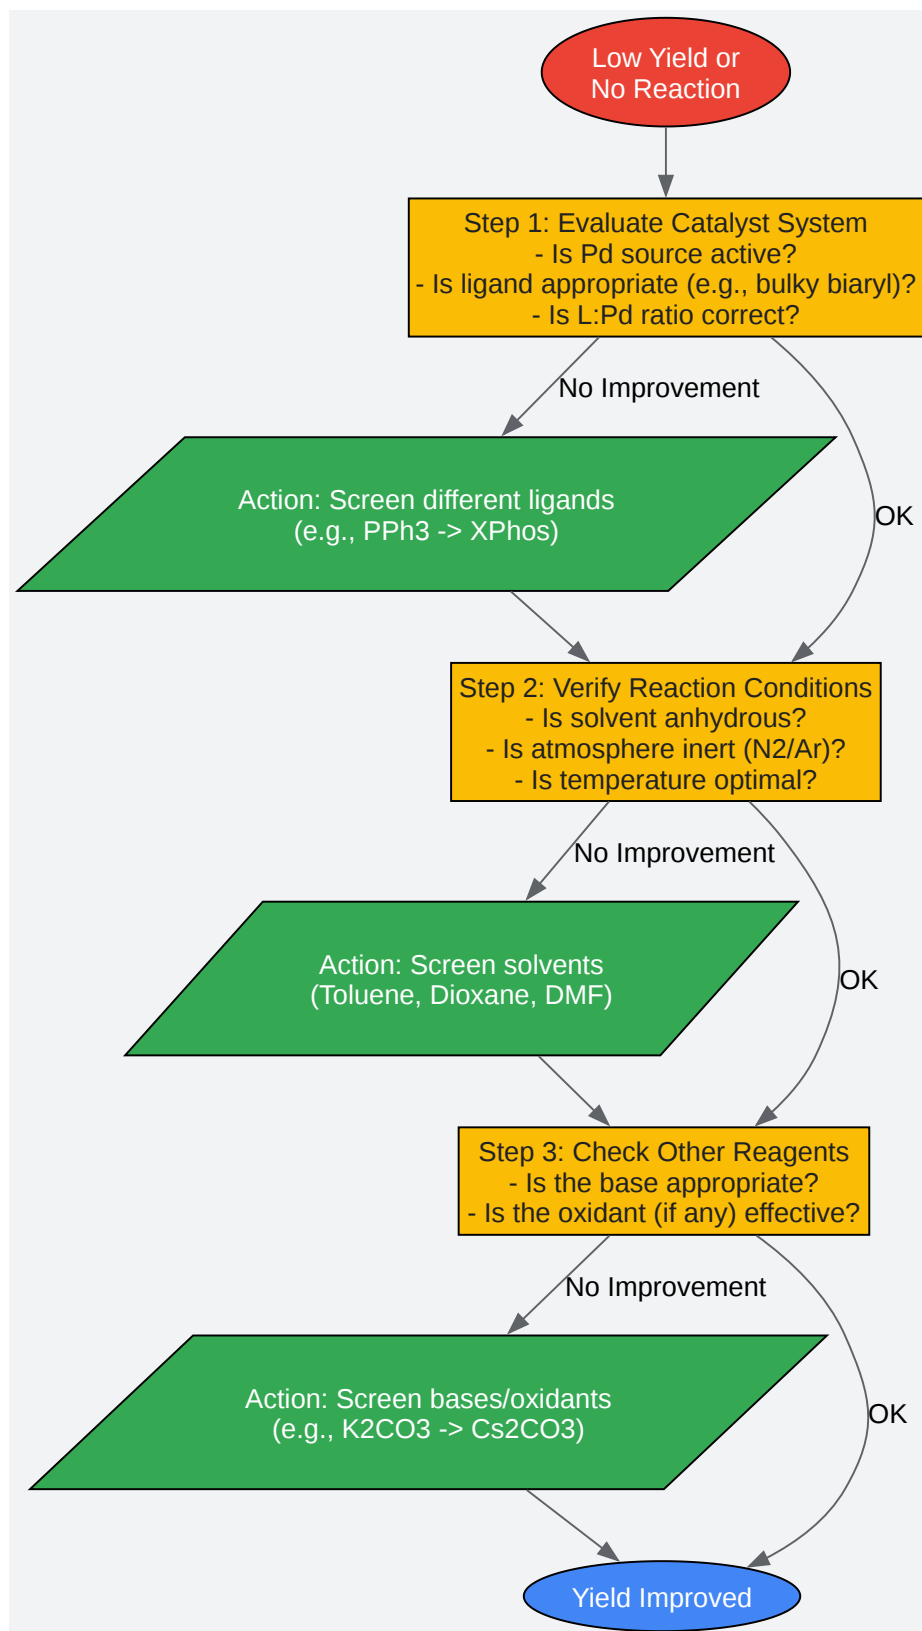 Low Yield or
No Reaction
Step 1: Evaluate Catalyst System
- Is Pd source active?
- Is ligand appropriate (e.g., bulky biaryl)?
- Is L:Pd ratio correct?
No Improvement
Action: Screen different ligands
(e.g., PPh3 -> XPhos)
OK
Step 2: Verify Reaction Conditions
- Is solvent anhydrous?
- Is atmosphere inert (N2/Ar)?
- Is temperature optimal?
No Improvement
Action: Screen solvents
(Toluene, Dioxane, DMF)
OK
Step 3: Check Other Reagents
- Is the base appropriate?
- Is the oxidant (if any) effective?
No Improvement
Action: Screen bases/oxidants
(e.g., K2CO3 -> Cs2CO3)
OK
Yield Improved